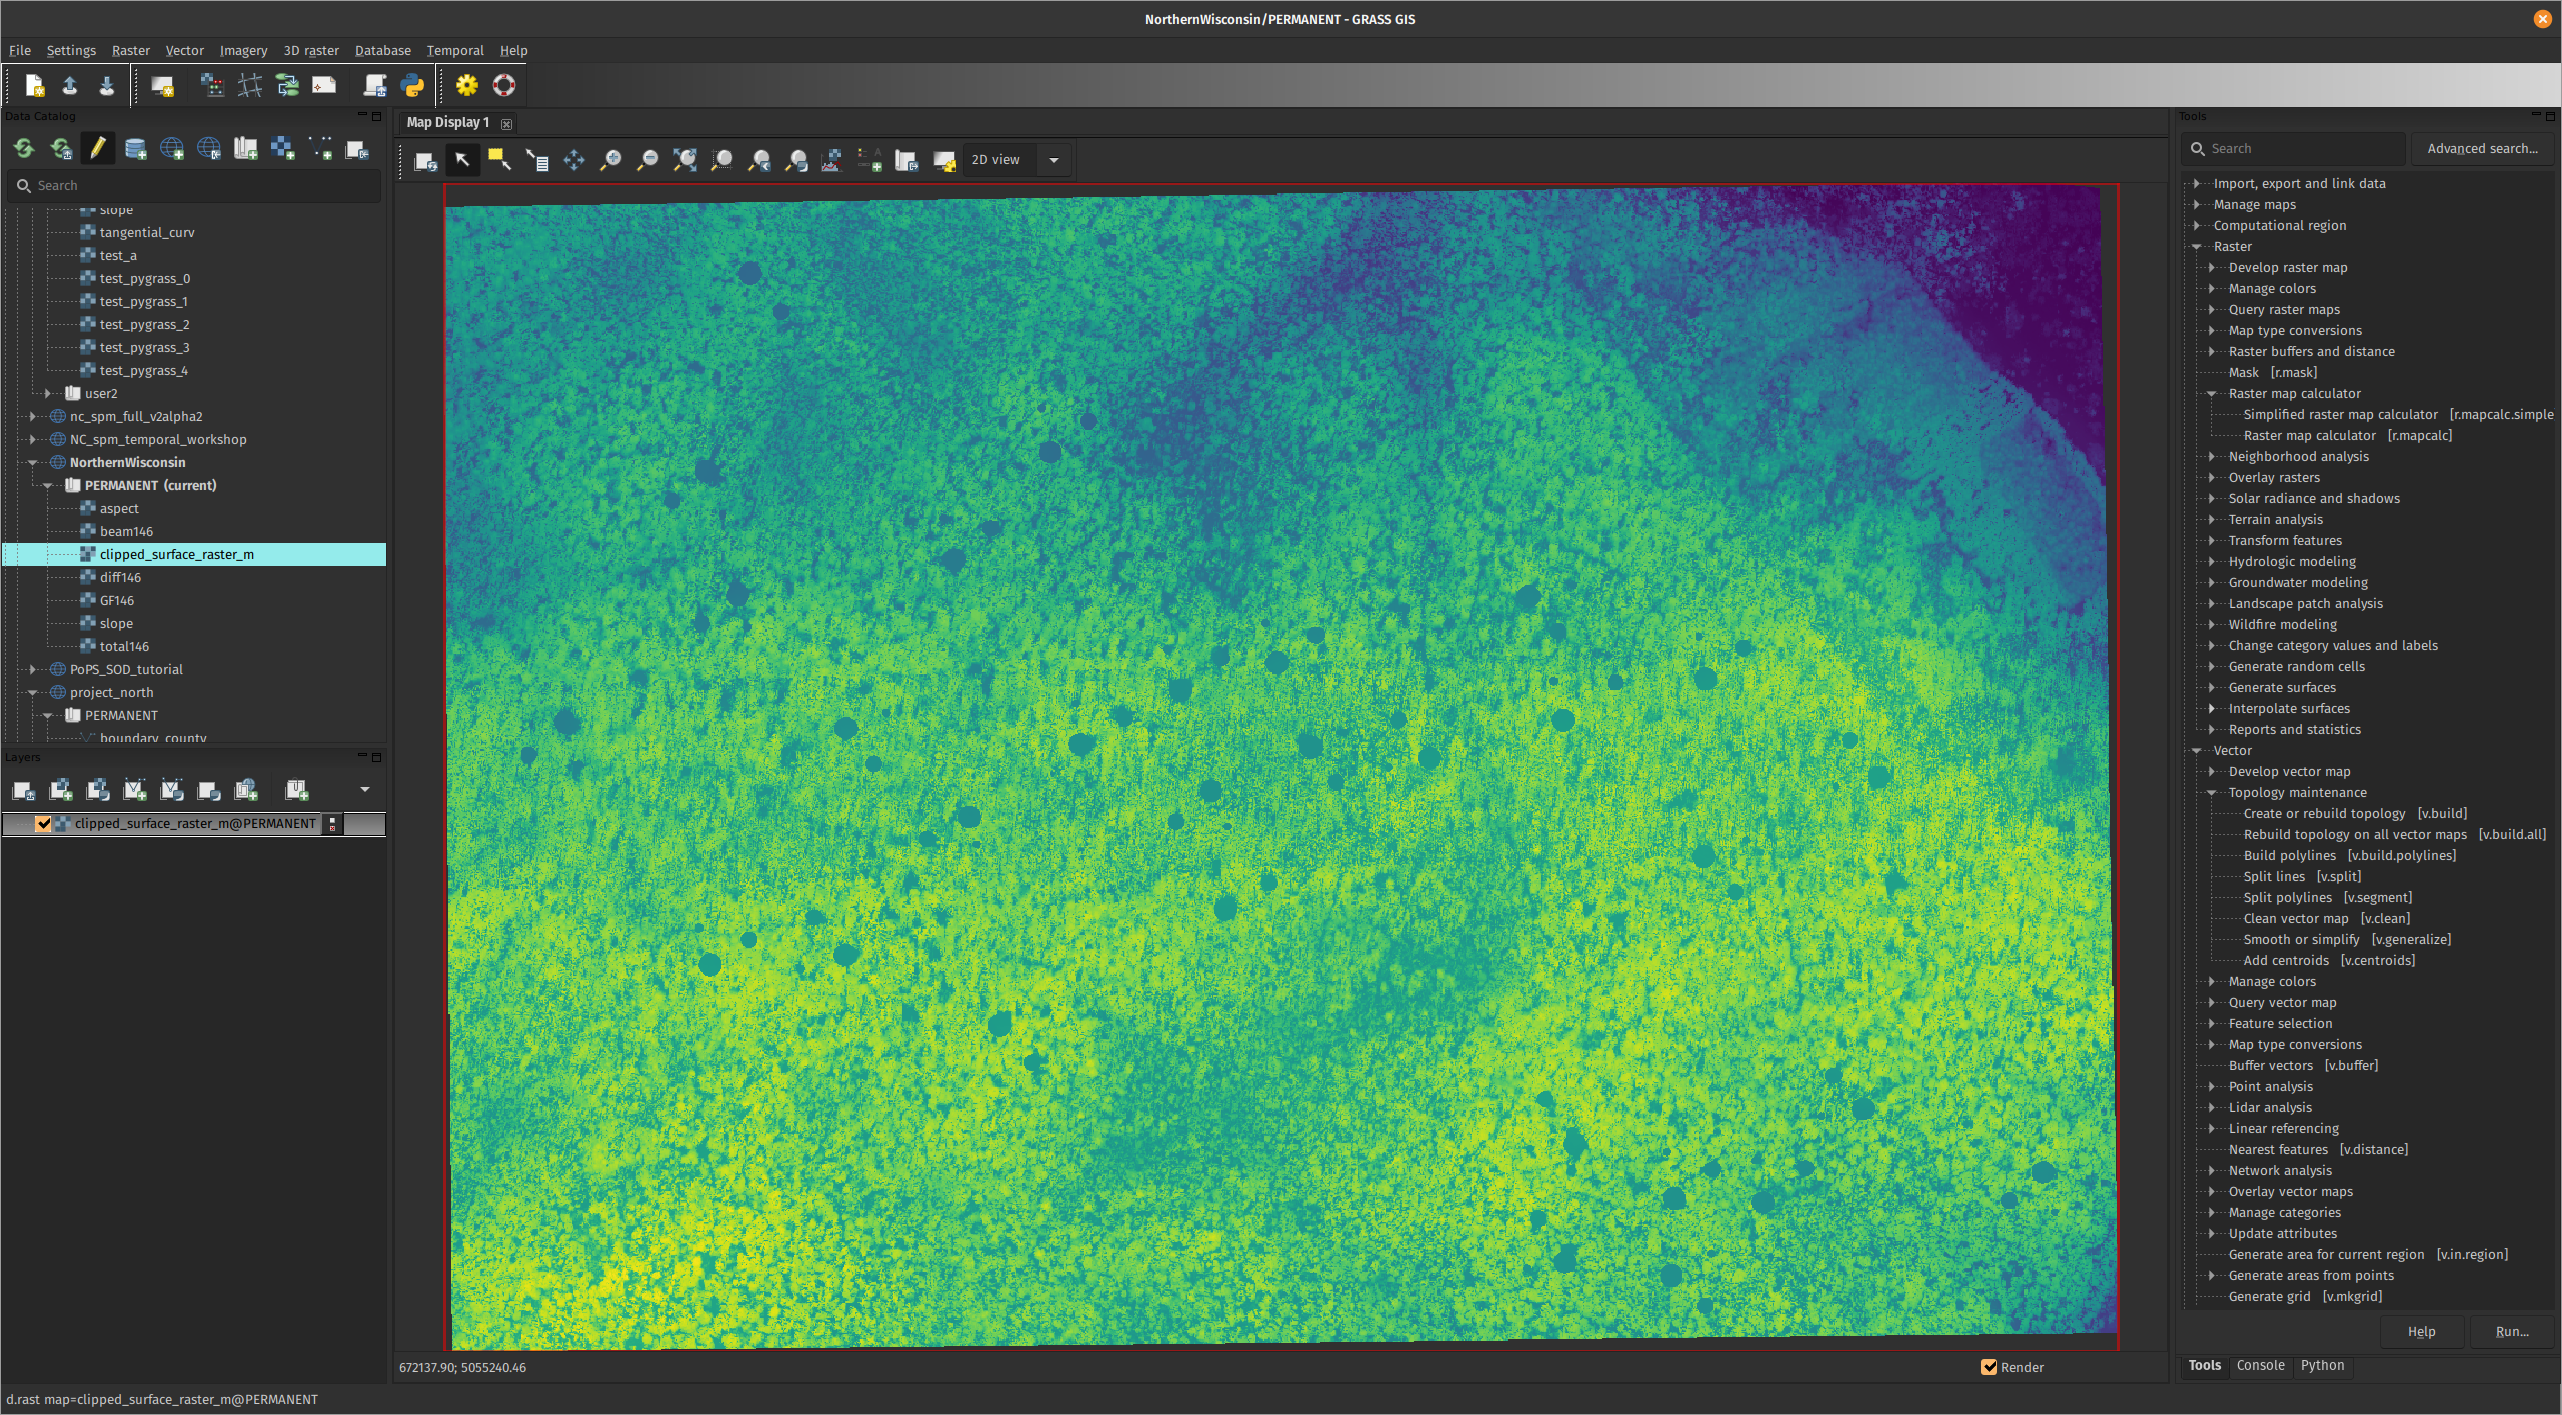 NorthernWisconsin/PERMANENT - GRASS GIS
File Settings Raster Vector Imagery 3D raster Database Temporal Help
Data Catalog
Search
slope
tangential_curv
test_a
test_pygrass_0
test_pygrass_1
test_pygrass_2
test_pygrass_3
test_pygrass_4
user2
nc_spm_full_v2alpha2
NC_spm_temporal_workshop
NorthernWisconsin
PERMANENT (current)
aspect
beam146
clipped_surface_raster_m
diff146
GF146
slope
total146
PoPS_SOD_tutorial
project_north
PERMANENT
boundary_county
Layers
clipped_surface_raster_m@PERMANENT
Map Display 1
2D view
672137.90; 5055240.46
Render
Tools
Search
Advanced search...
Import, export and link data
Manage maps
Computational region
Raster
Develop raster map
Manage colors
Query raster maps
Map type conversions
Raster buffers and distance
Mask [r.mask]
Raster map calculator
Simplified raster map calculator [r.mapcalc.simple
Raster map calculator [r.mapcalc]
Neighborhood analysis
Overlay rasters
Solar radiance and shadows
Terrain analysis
Transform features
Hydrologic modeling
Groundwater modeling
Landscape patch analysis
Wildfire modeling
Change category values and labels
Generate random cells
Generate surfaces
Interpolate surfaces
Reports and statistics
Vector
Develop vector map
Topology maintenance
Create or rebuild topology [v.build]
Rebuild topology on all vector maps [v.build.all]
Build polylines [v.build.polylines]
Split lines [v.split]
Split polylines [v.segment]
Clean vector map [v.clean]
Smooth or simplify [v.generalize]
Add centroids [v.centroids]
Manage colors
Query vector map
Feature selection
Map type conversions
Buffer vectors [v.buffer]
Point analysis
Lidar analysis
Linear referencing
Nearest features [v.distance]
Network analysis
Overlay vector maps
Manage categories
Update attributes
Generate area for current region [v.in.region]
Generate areas from points
Generate grid [v.mkgrid]
Help Run...
Tools Console Python
d.rast map=clipped_surface_raster_m@PERMANENT